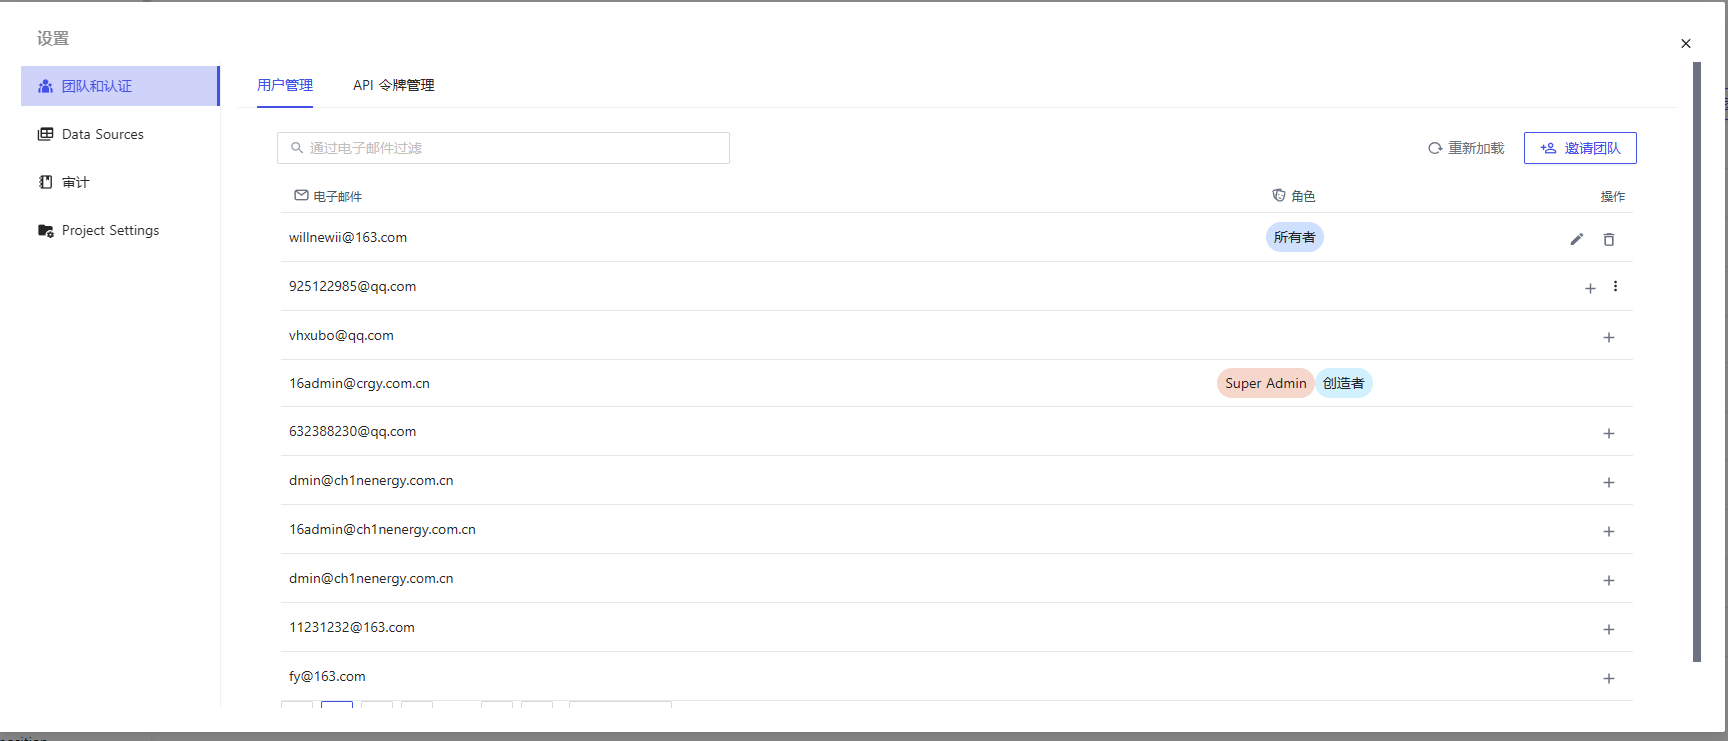 设置
团队和认证
Data Sources
审计
Project Settings
用户管理 API 令牌管理
通过电子邮件过滤
重新加载 邀请团队
电子邮件 角色 操作
willnewii@163.com 所有者
925122985@qq.com
vhxubo@qq.com
16admin@crgy.com.cn Super Admin 创造者
632388230@qq.com
dmin@ch1nenergy.com.cn
16admin@ch1nenergy.com.cn
dmin@ch1nenergy.com.cn
11231232@163.com
fy@163.com